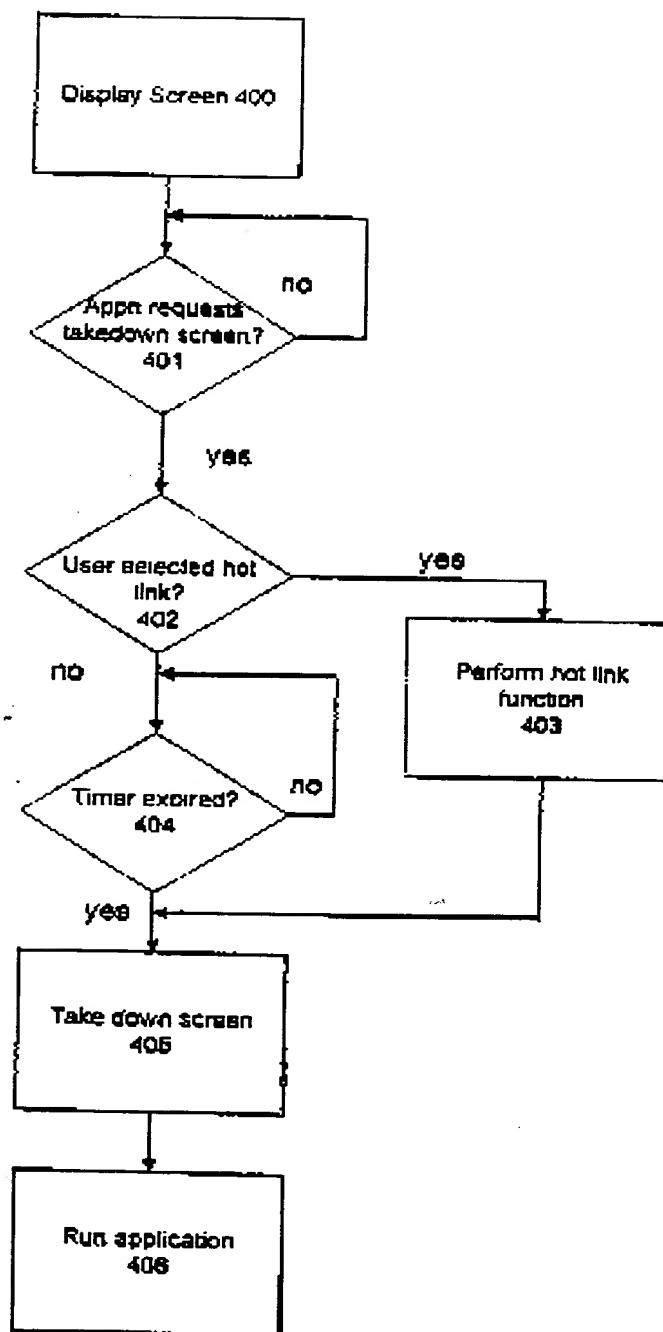 Display Screen 400
no
Appn requests
takedown screen?
401
yes
User selected hot
link?
402
yes
no
Perform hot link
function
403
Timer expired?
404
no
yes
Take down screen
405
Run application
406